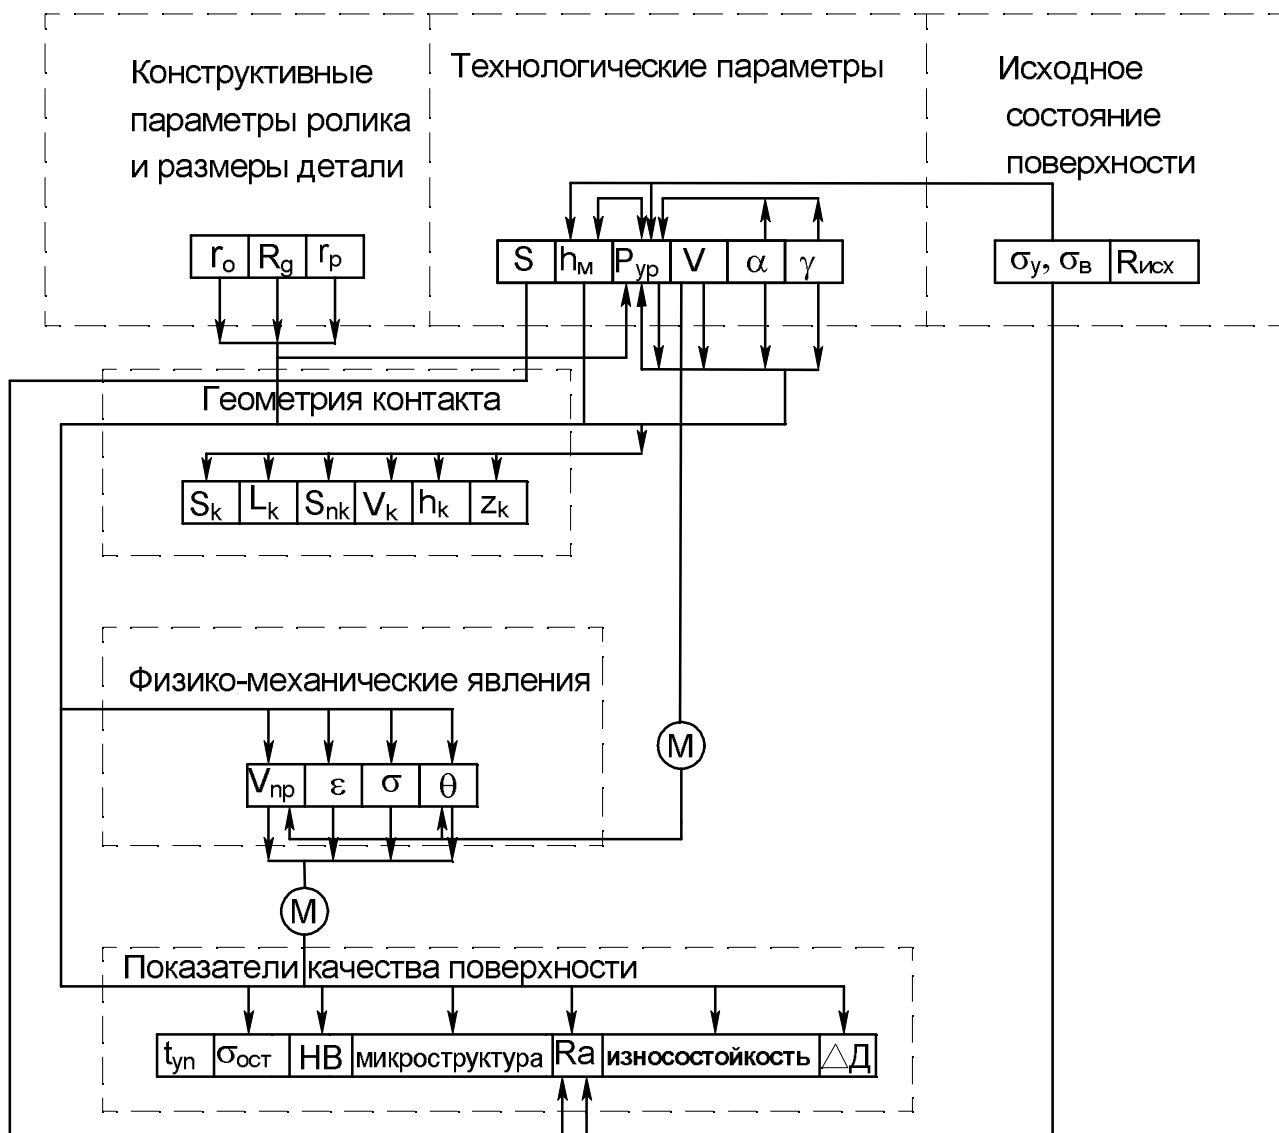 Конструктивные
параметры ролика
и размеры детали
Технологические параметры
Исходное
состояние
поверхности
rо Rg rр
S hм Pур V α γ
σу, σв Rисх
Геометрия контакта
Sk Lk Snk Vk hk zk
Физико-механические явления
М
Vпр ε σ θ
М
Показатели качества поверхности
tуп σост НВ микроструктура Ra износостойкость △Д